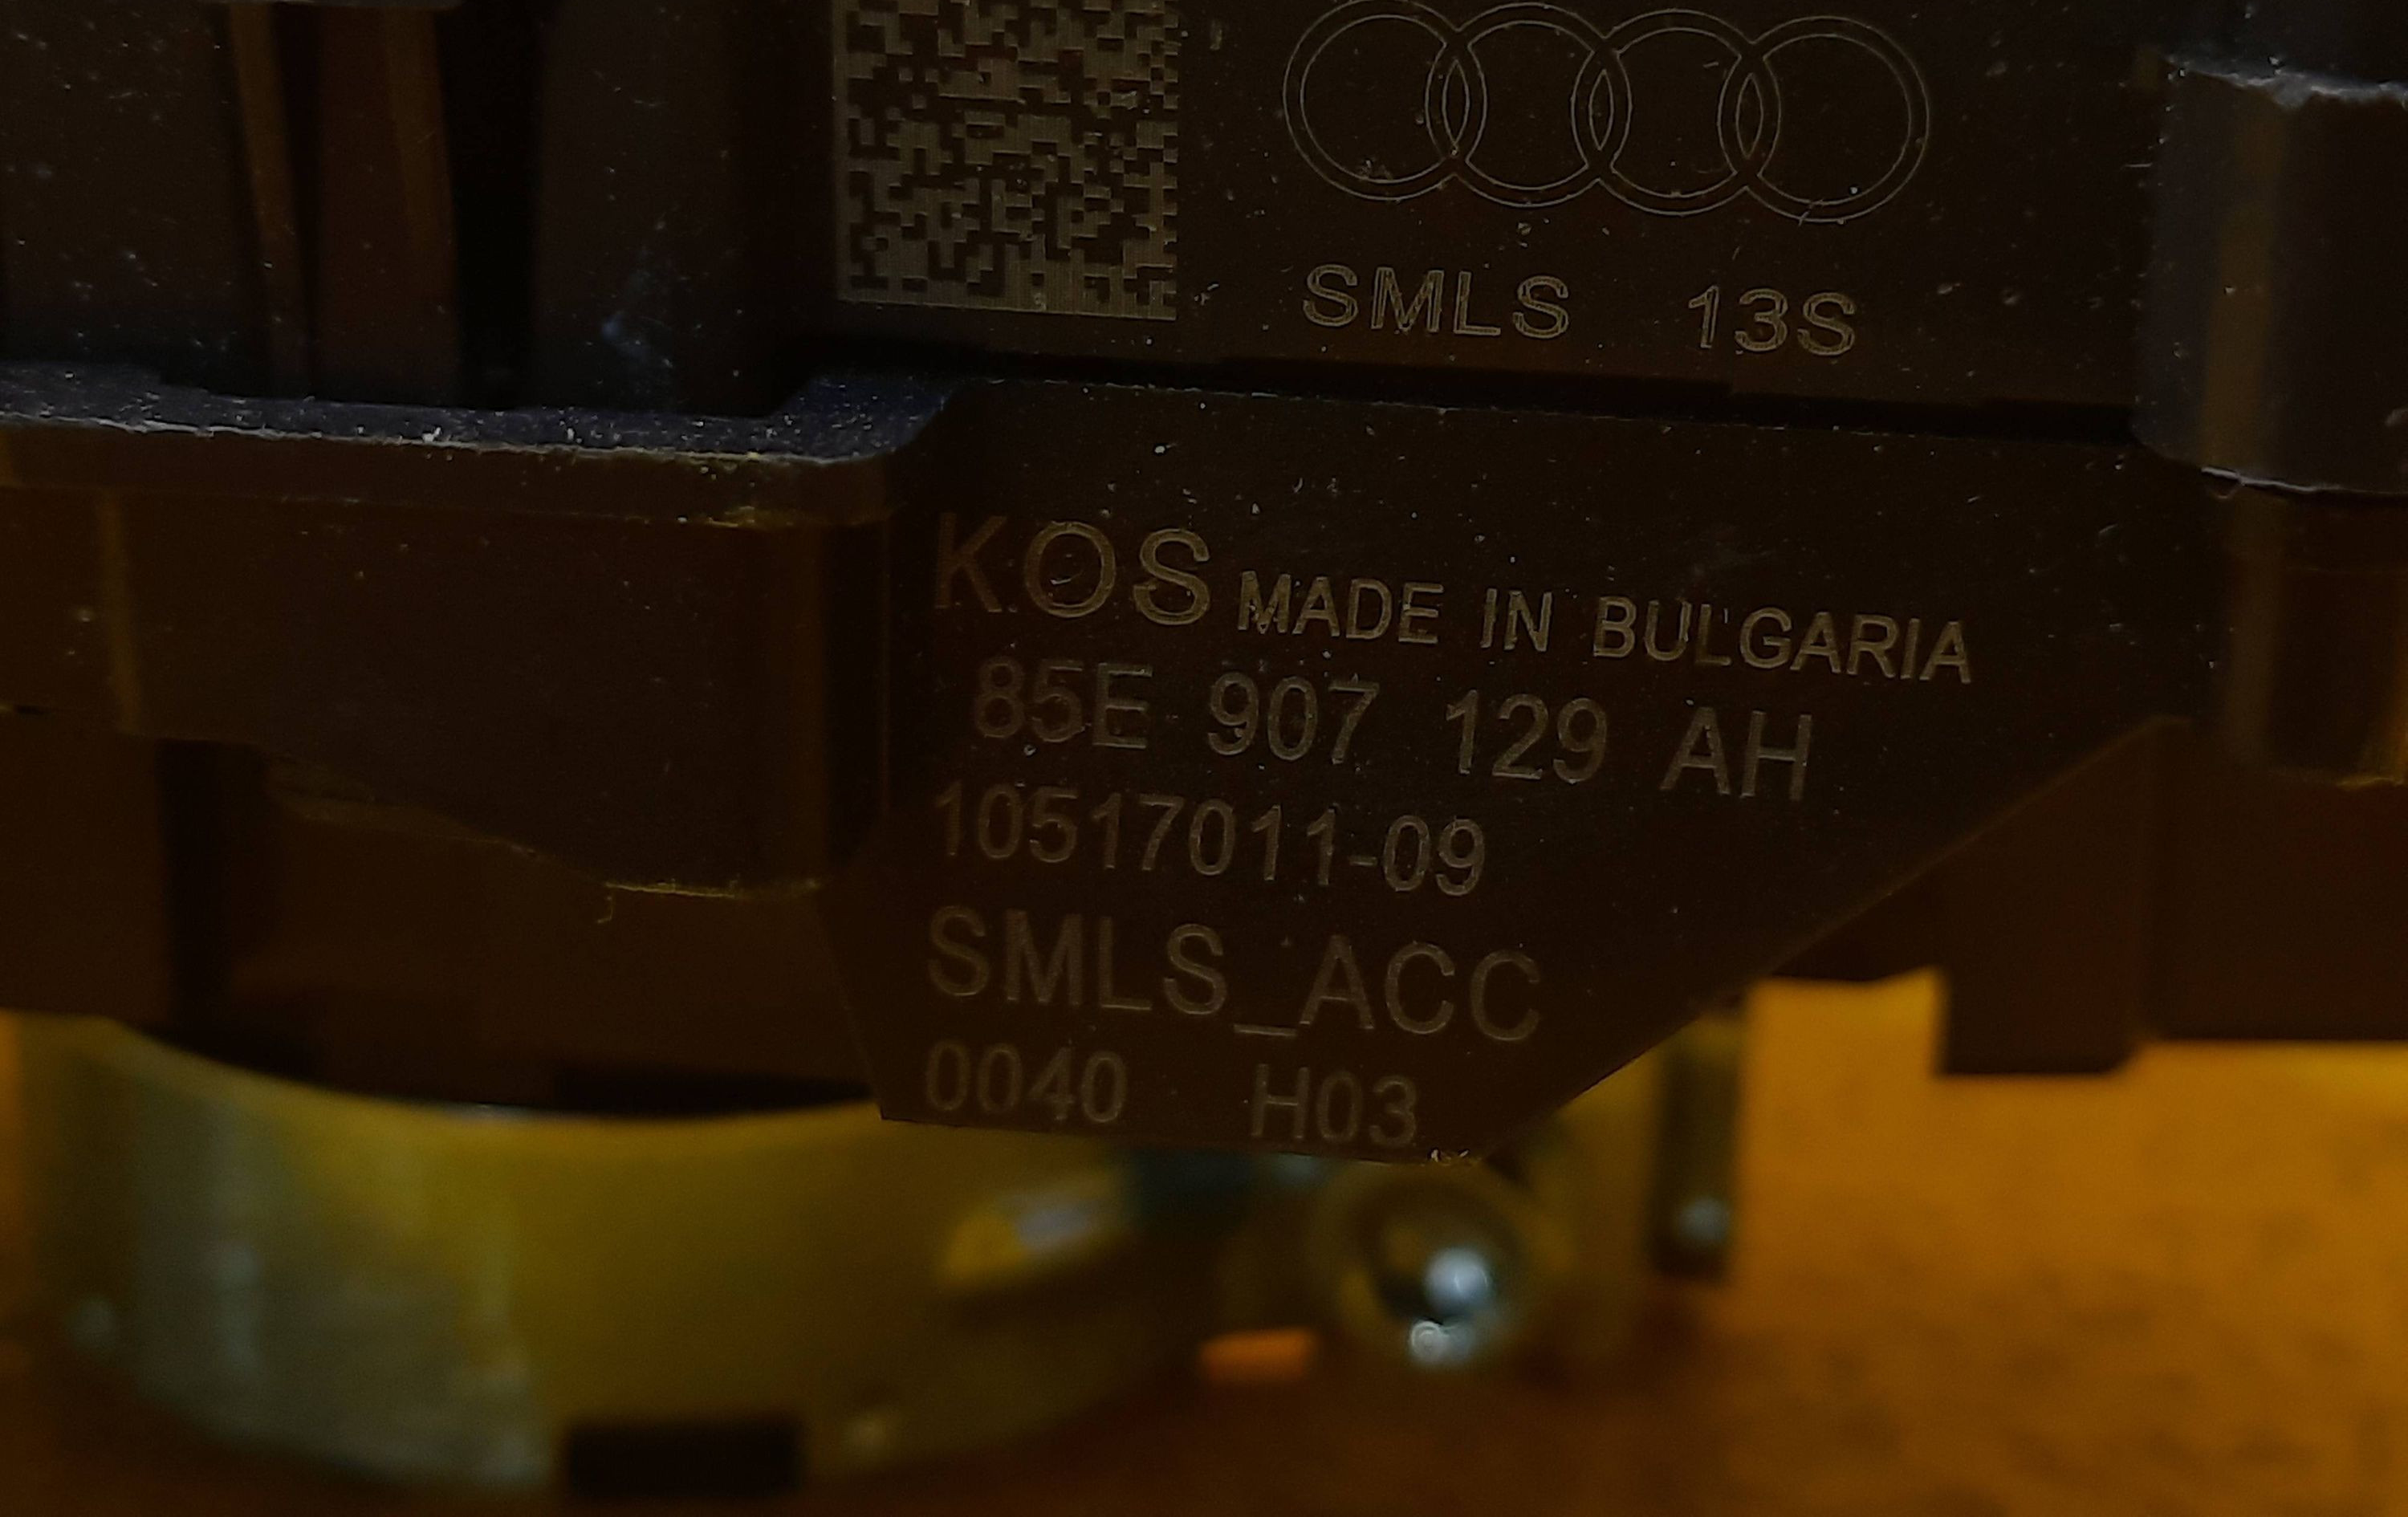 SMLS 13S
KOS MADE IN BULGARIA
85E 907 129 AH
10517011-09
SMLS_ACC
0040 H03